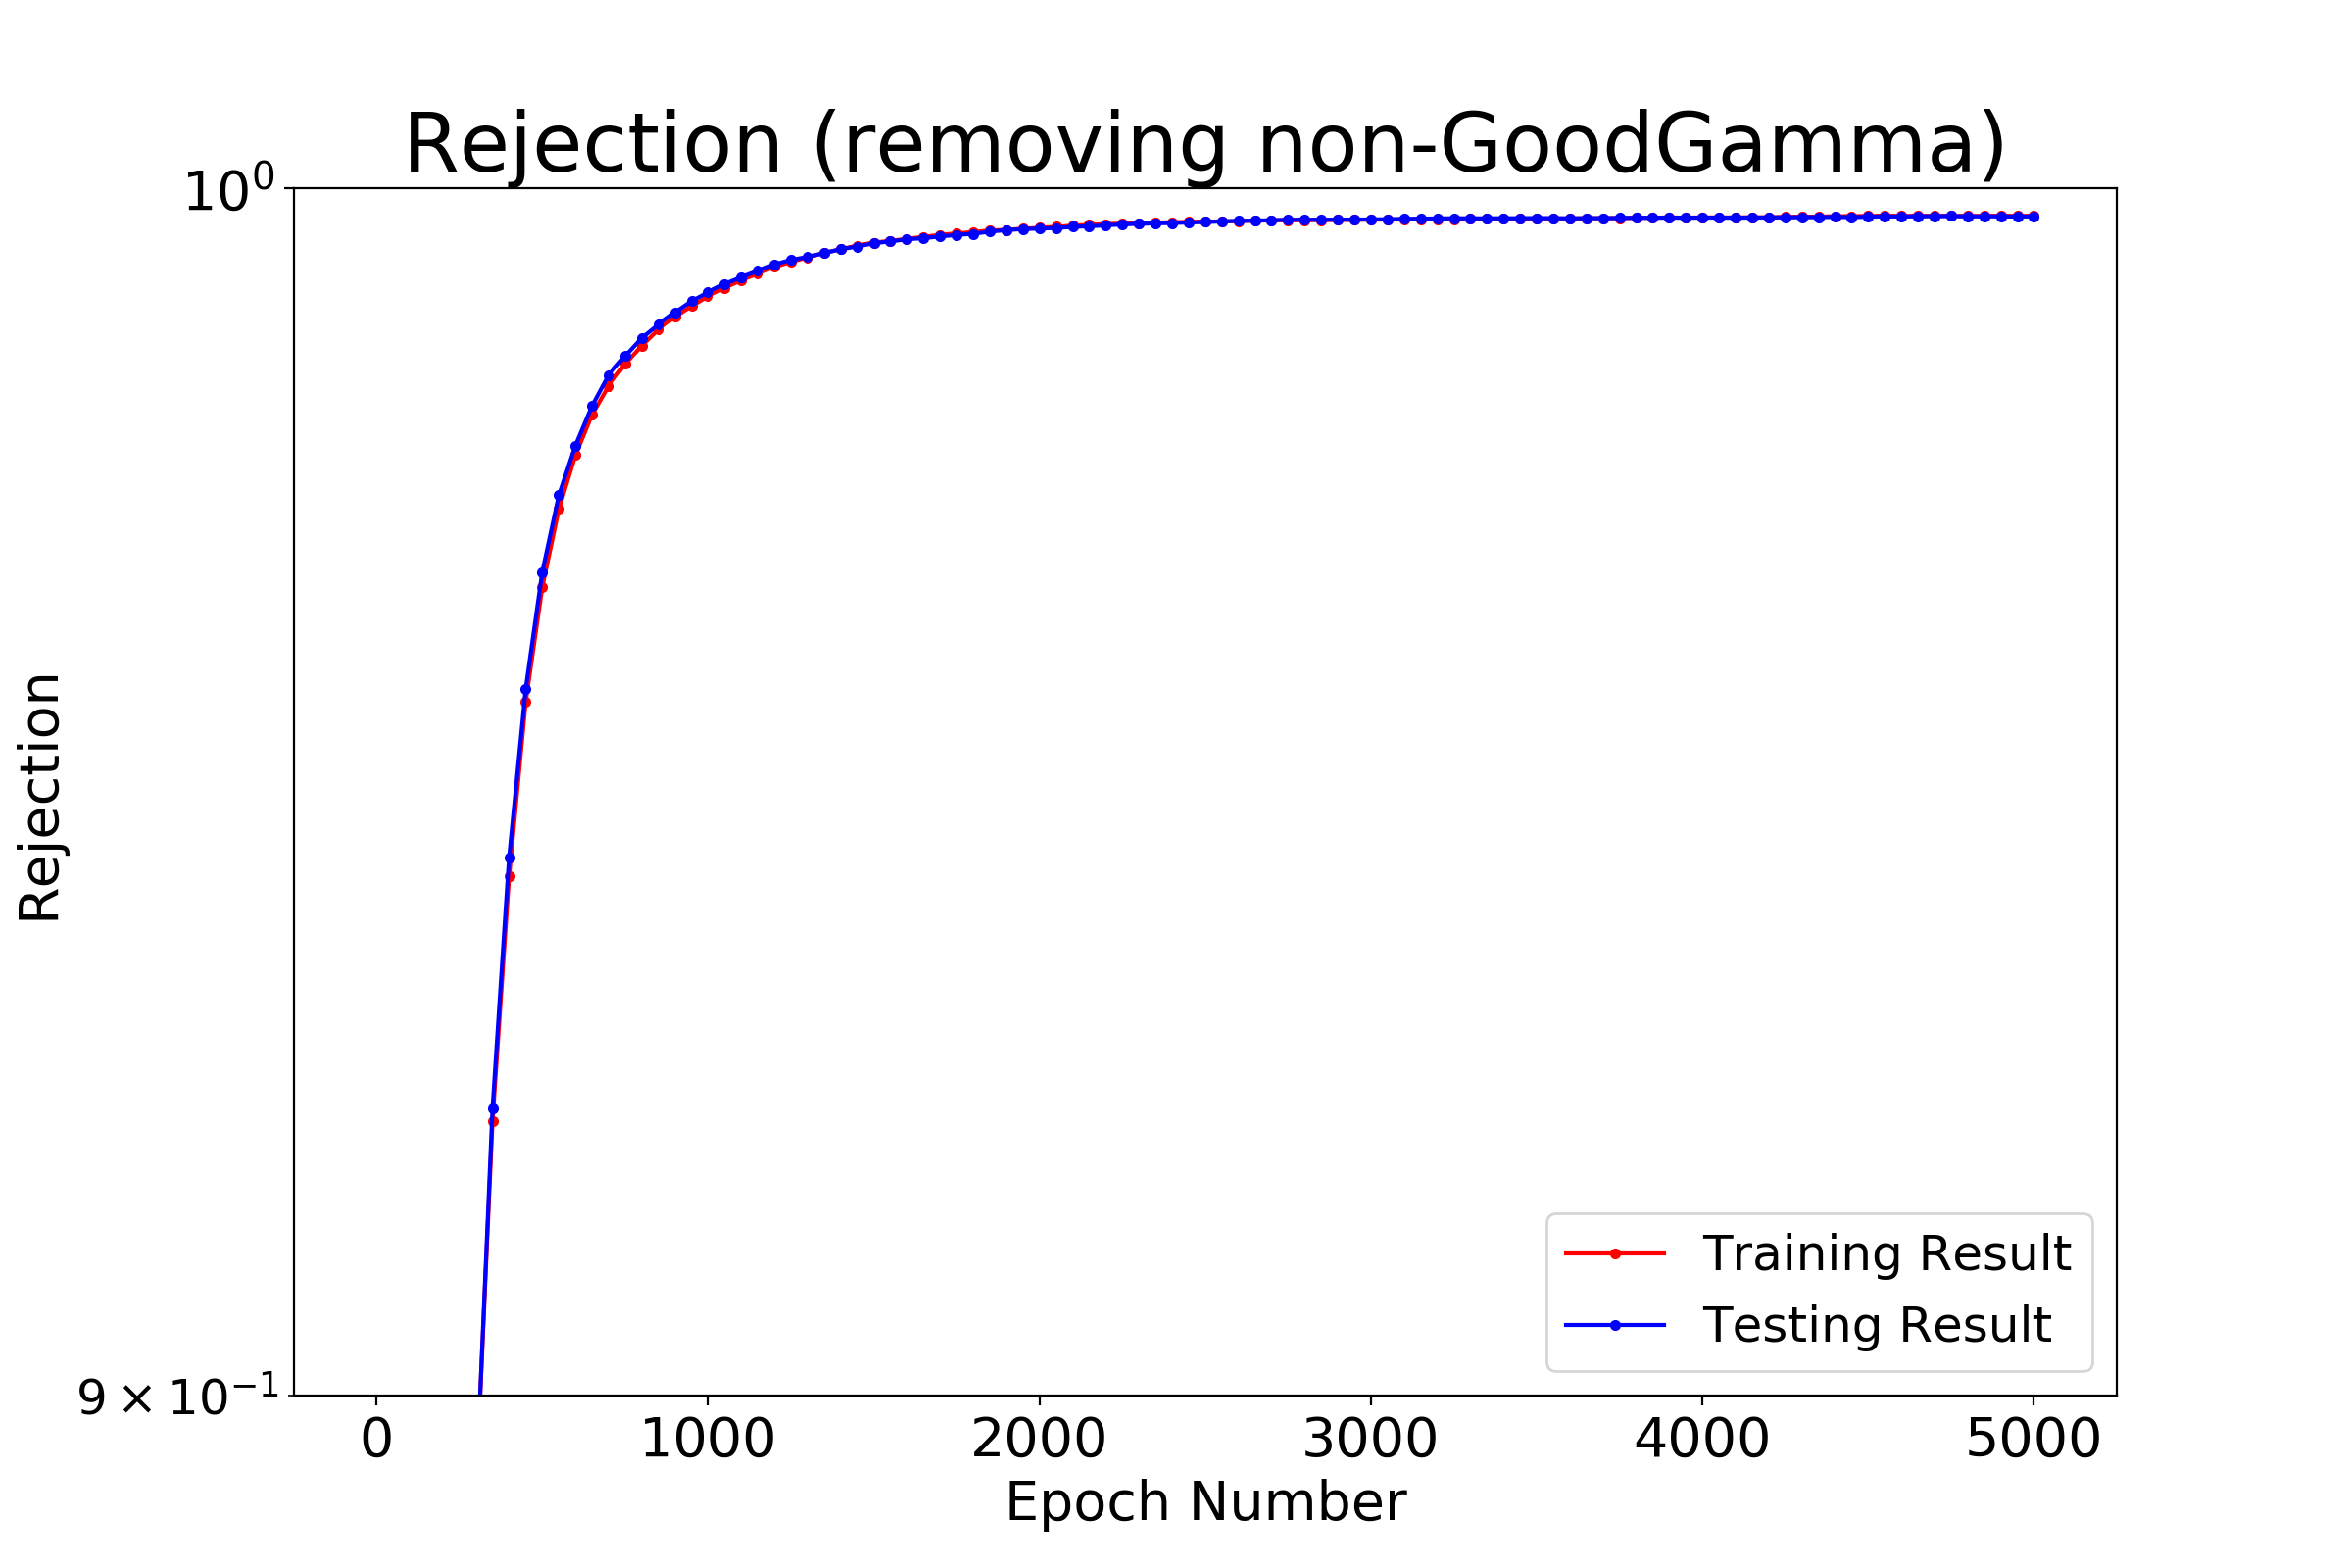 Rejection (removing non-GoodGamma)
10⁰
Rejection
9 × 10⁻¹
Training Result
Testing Result
0 1000 2000 3000 4000 5000
Epoch Number